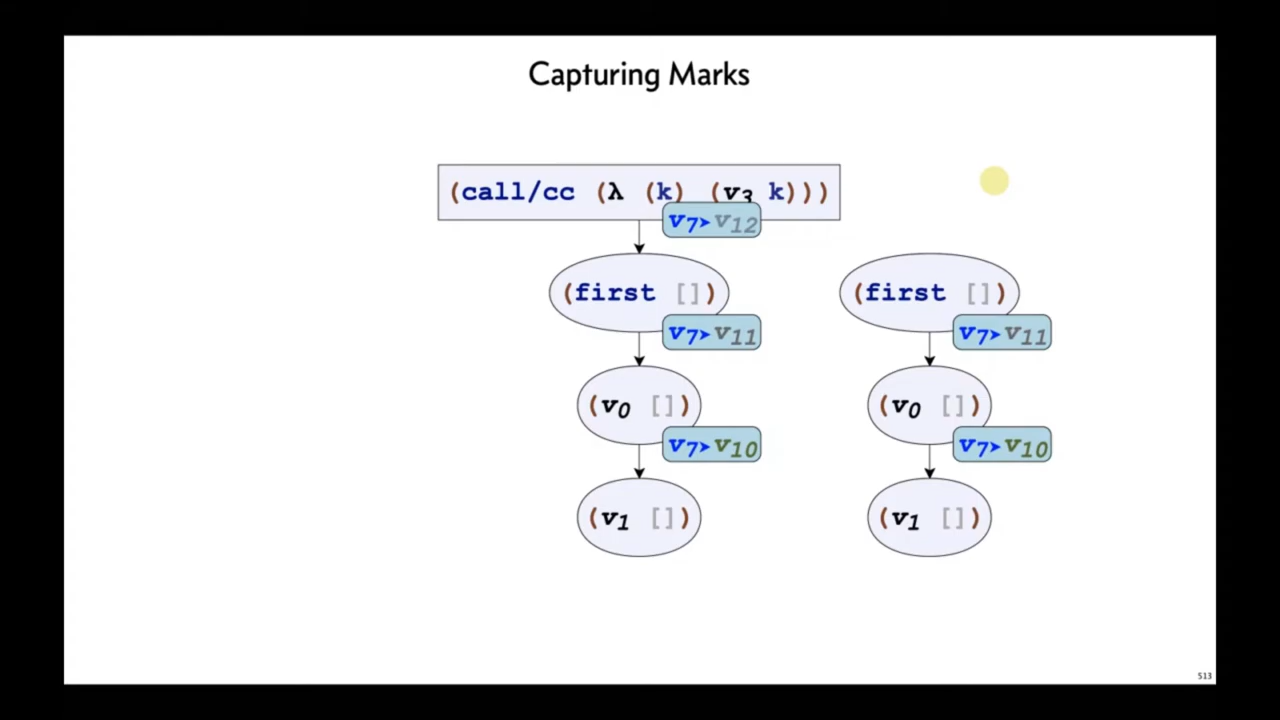 Capturing Marks
(call/cc (λ (k) (v₃ k)))
v₇➤v₁₂
(first []) (first [])
v₇➤v₁₁ v₇➤v₁₁
(v₀ []) (v₀ [])
v₇➤v₁₀ v₇➤v₁₀
(v₁ []) (v₁ [])
513